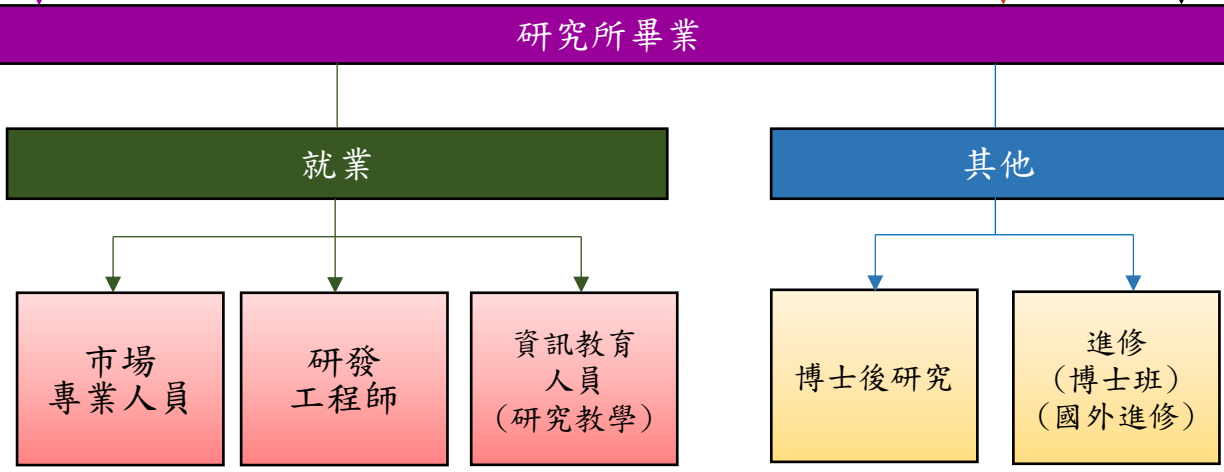 研究所畢業
就業
其他
市場
專業人員
研發
工程師
資訊教育
人員
(研究教學)
博士後研究
進修
(博士班)
(國外進修)